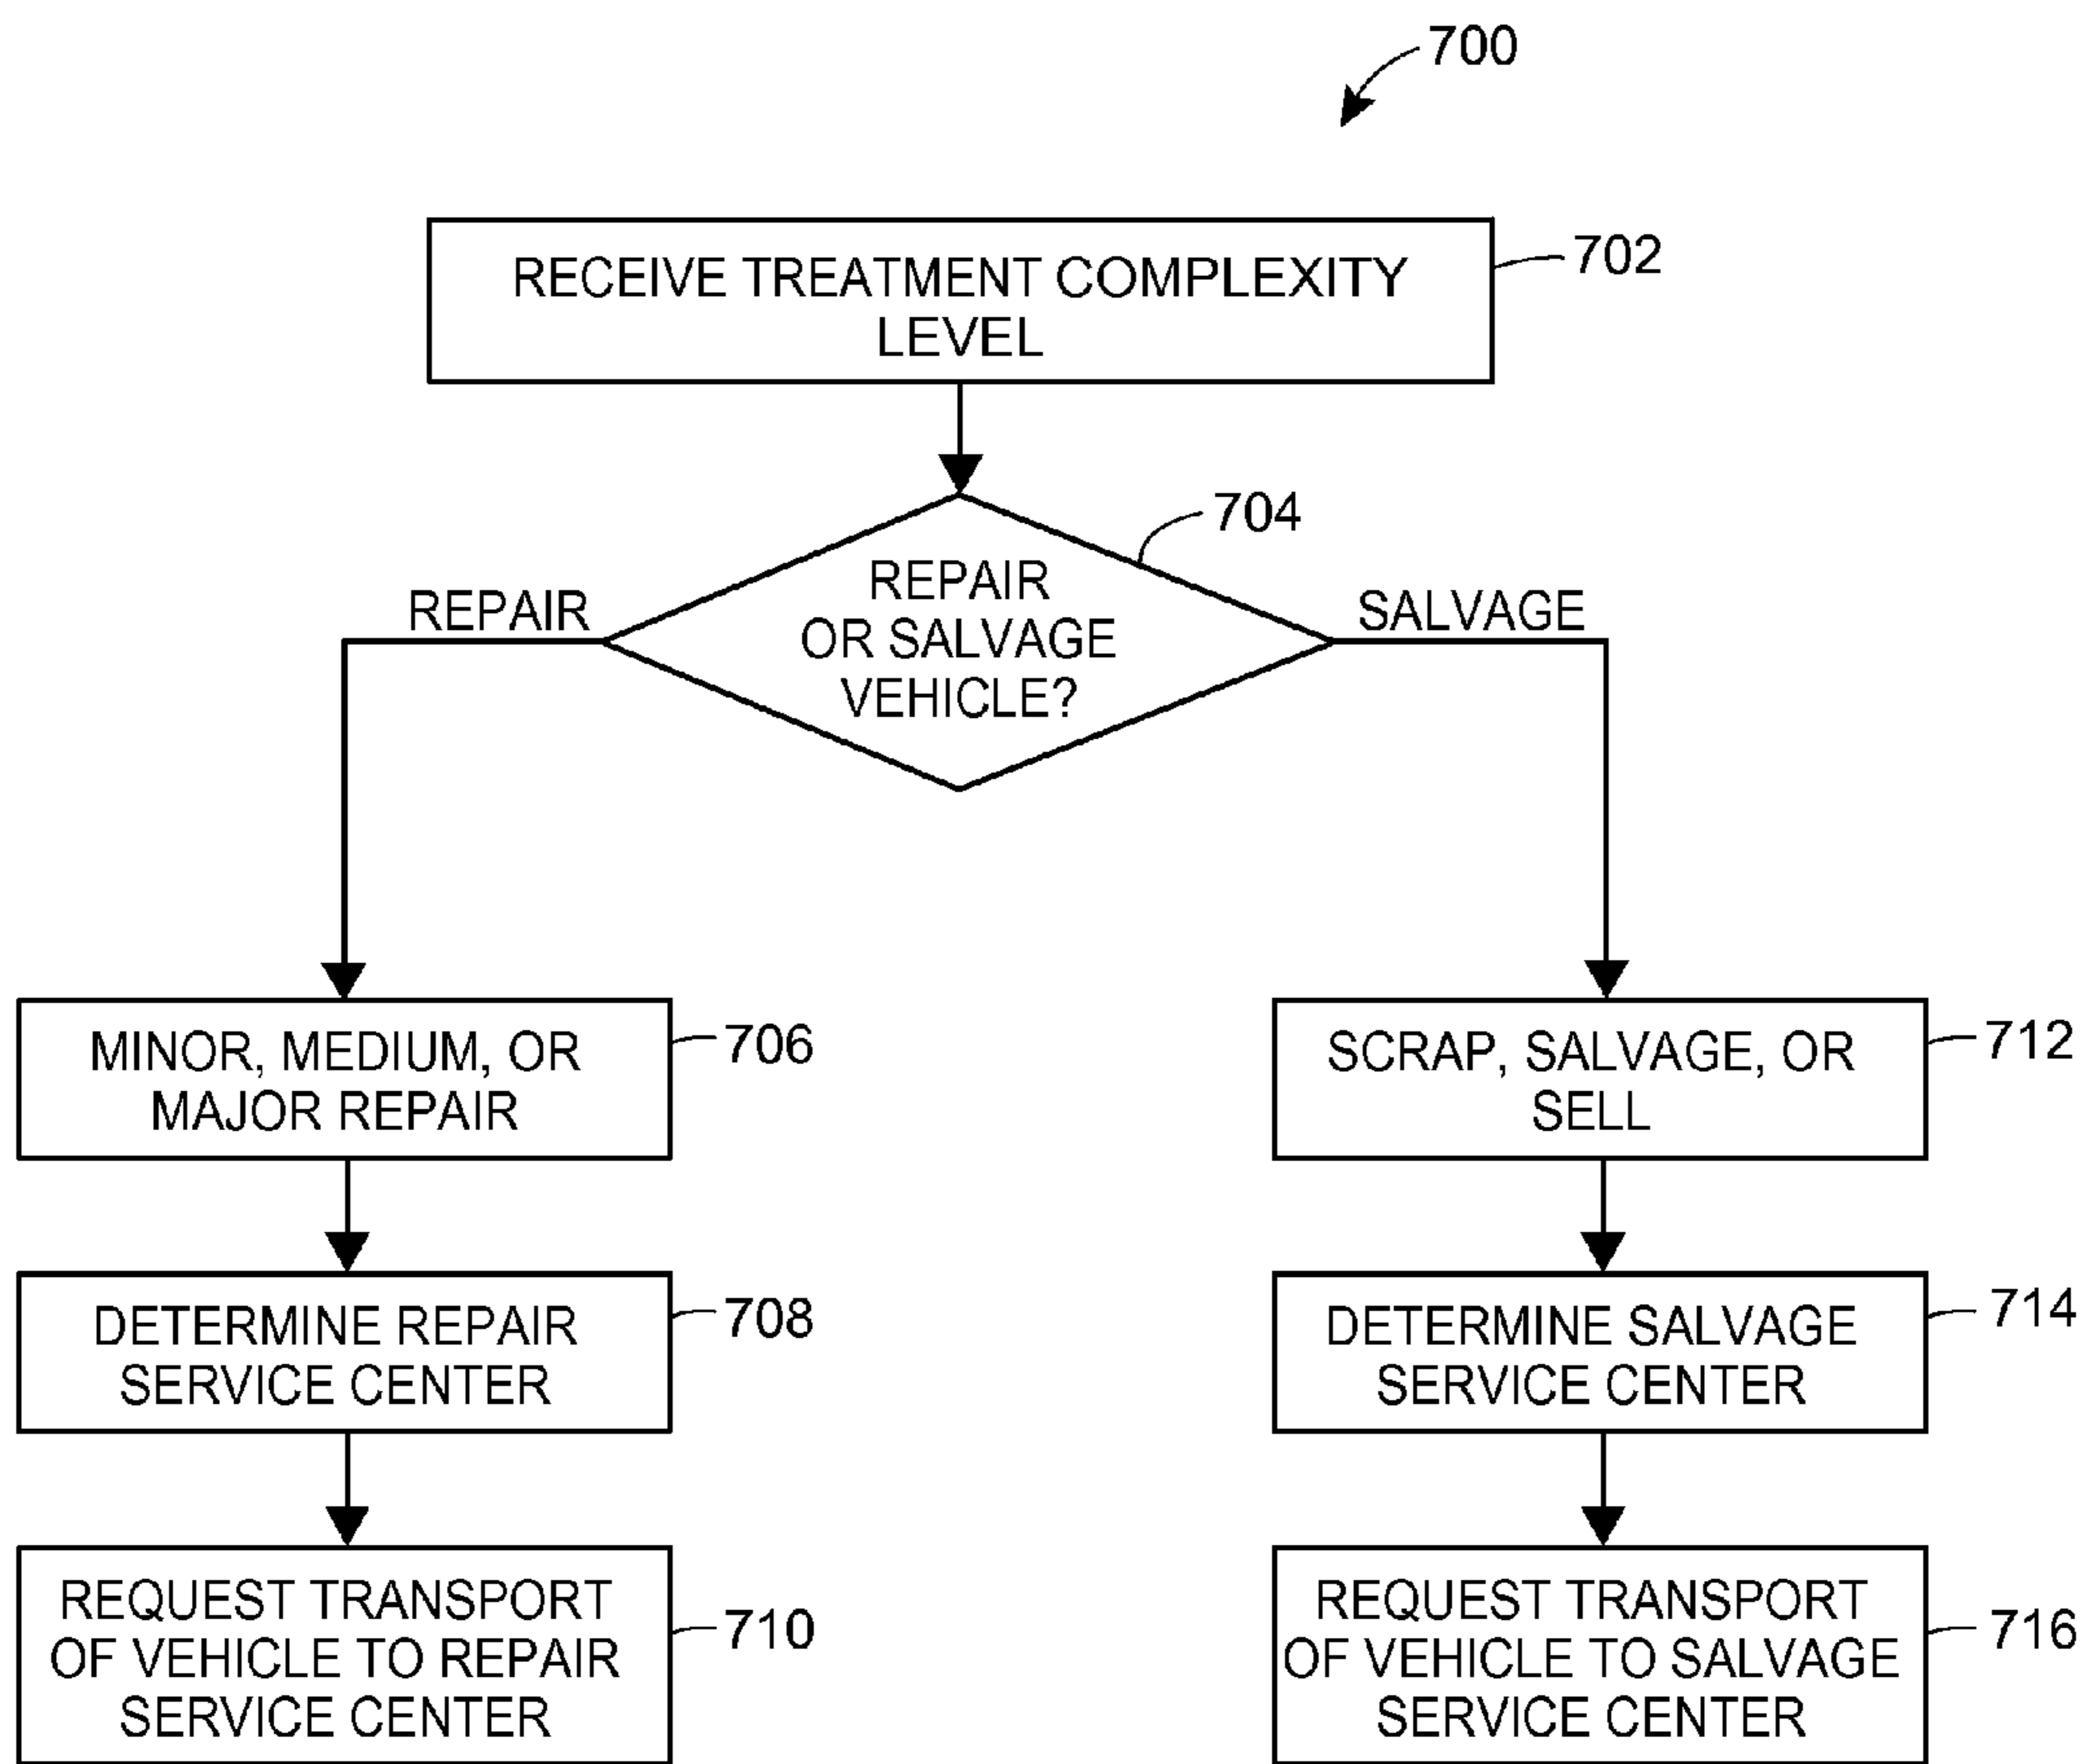 700
RECEIVE TREATMENT COMPLEXITY
LEVEL
702
704
REPAIR
OR SALVAGE
VEHICLE?
REPAIR
SALVAGE
MINOR, MEDIUM, OR
MAJOR REPAIR
706
DETERMINE REPAIR
SERVICE CENTER
708
REQUEST TRANSPORT
OF VEHICLE TO REPAIR
SERVICE CENTER
710
SCRAP, SALVAGE, OR
SELL
712
DETERMINE SALVAGE
SERVICE CENTER
714
REQUEST TRANSPORT
OF VEHICLE TO SALVAGE
SERVICE CENTER
716